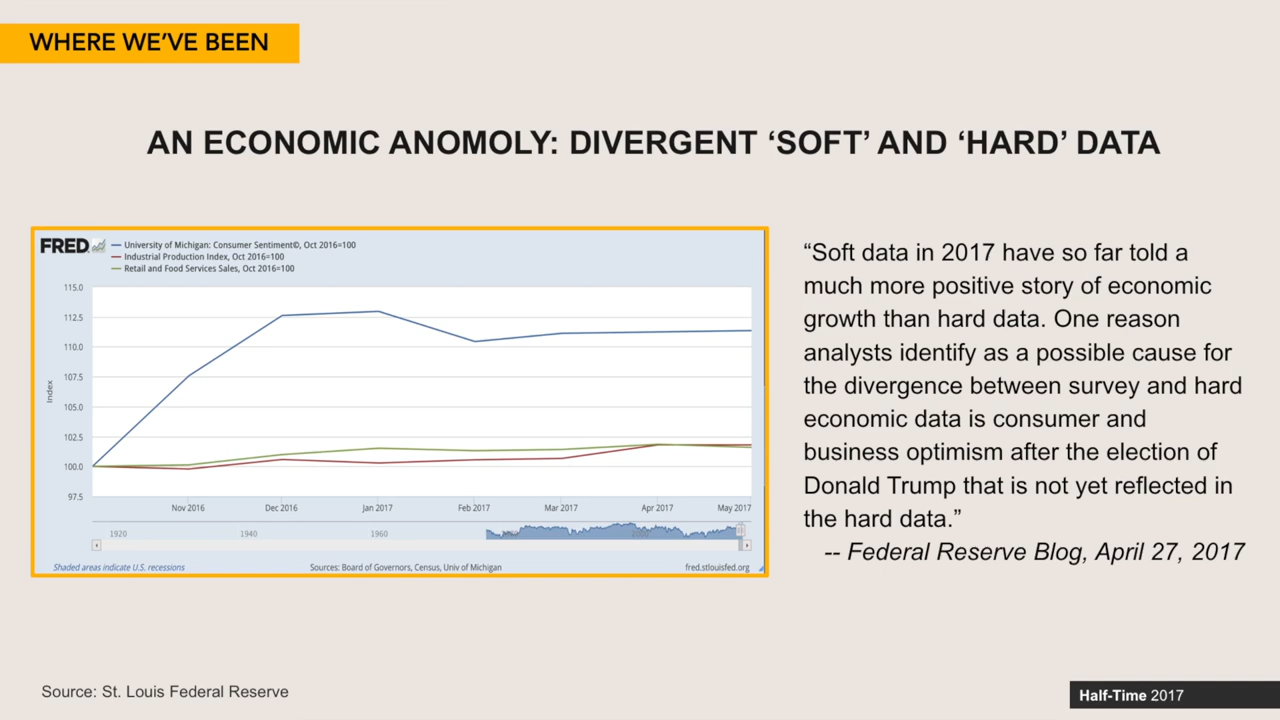 WHERE WE’VE BEEN
AN ECONOMIC ANOMOLY: DIVERGENT ‘SOFT’ AND ‘HARD’ DATA
FRED
University of Michigan: Consumer Sentiment©, Oct 2016=100
Industrial Production Index, Oct 2016=100
Retail and Food Services Sales, Oct 2016=100
115.0
112.5
110.0
107.5
105.0
102.5
100.0
97.5
Index
Nov 2016 Dec 2016 Jan 2017 Feb 2017 Mar 2017 Apr 2017 May 2017
1920 1940 1960 2000
Shaded areas indicate U.S. recessions Sources: Board of Governors, Census, Univ of Michigan fred.stlouisfed.org
“Soft data in 2017 have so far told a
much more positive story of economic
growth than hard data. One reason
analysts identify as a possible cause for
the divergence between survey and hard
economic data is consumer and
business optimism after the election of
Donald Trump that is not yet reflected in
the hard data.”
-- Federal Reserve Blog, April 27, 2017
Source: St. Louis Federal Reserve
Half-Time 2017